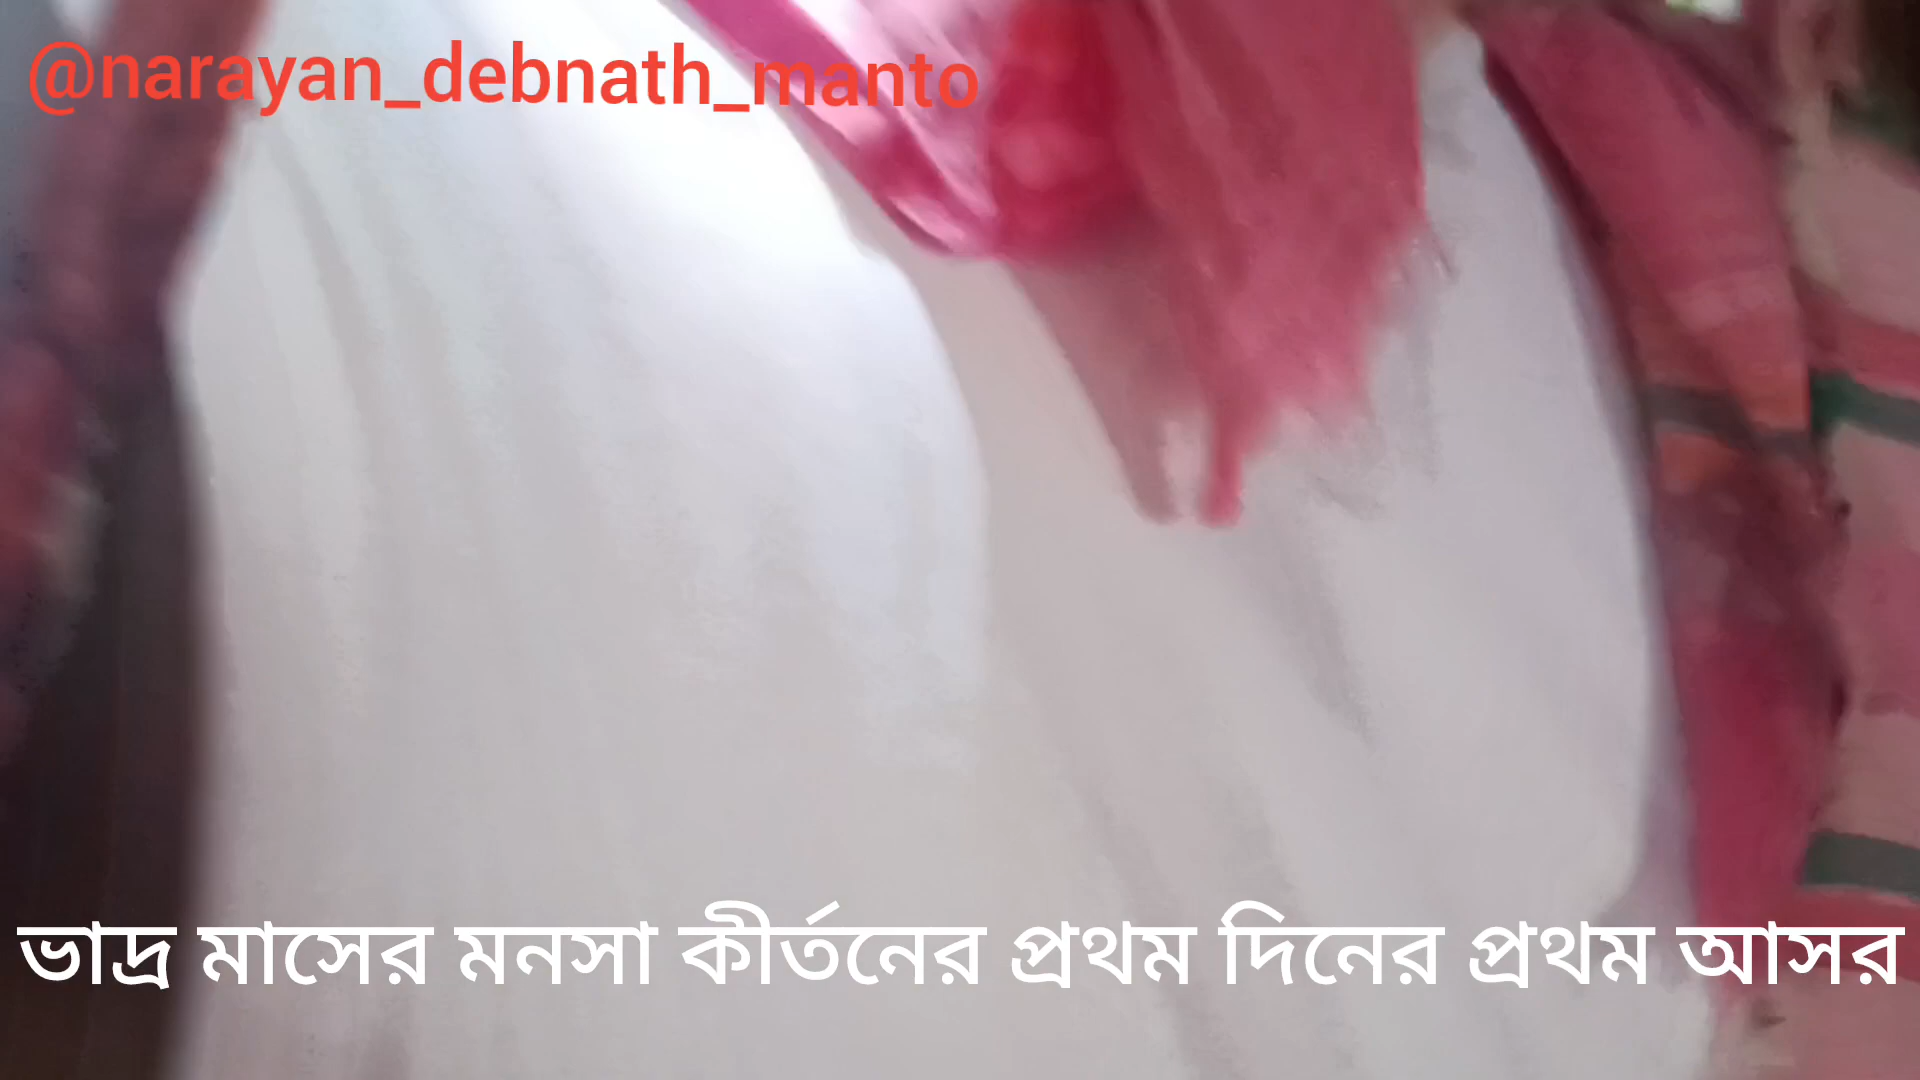 @narayan_debnath_manto
ভাদ্র মাসের মনসা কীর্তনের প্রথম দিনের প্রথম আসর